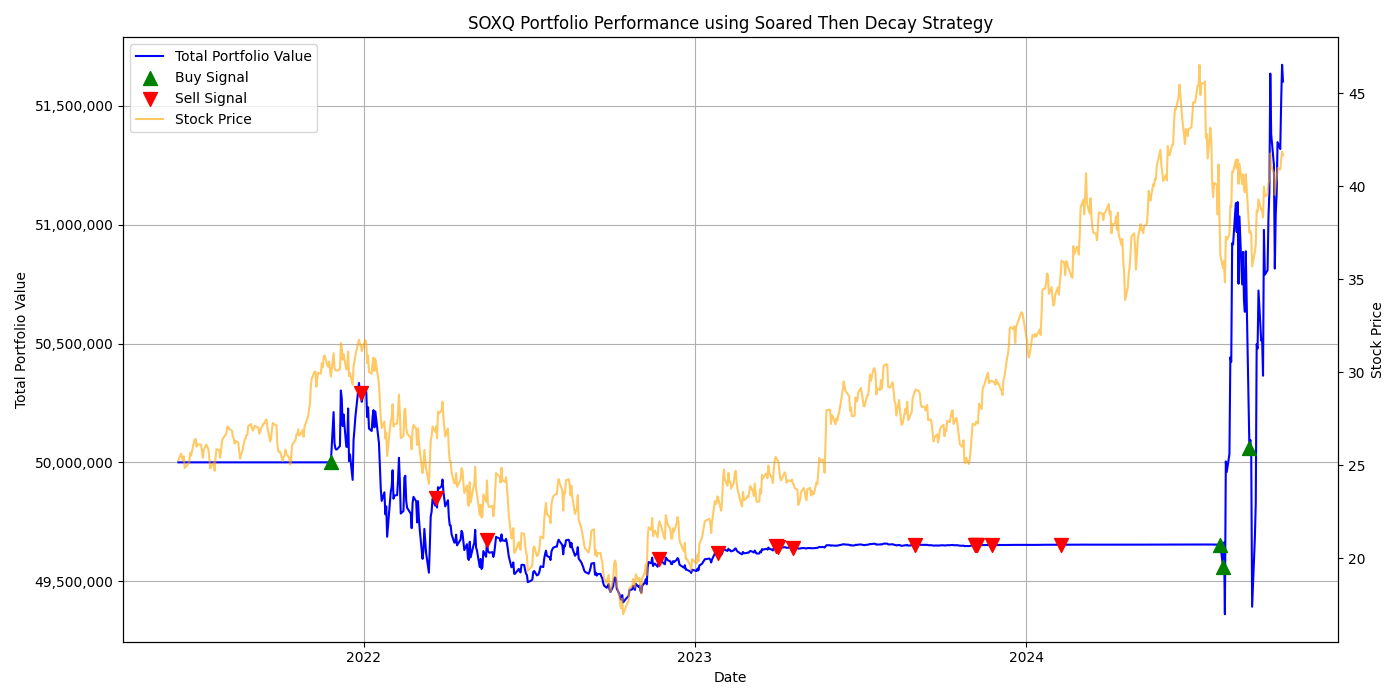 SOXQ Portfolio Performance using Soared Then Decay Strategy
Total Portfolio Value
Buy Signal
Sell Signal
Stock Price
51,500,000
51,000,000
50,500,000
50,000,000
49,500,000
Total Portfolio Value
45
40
35
30
25
20
Stock Price
2022
2023
2024
Date